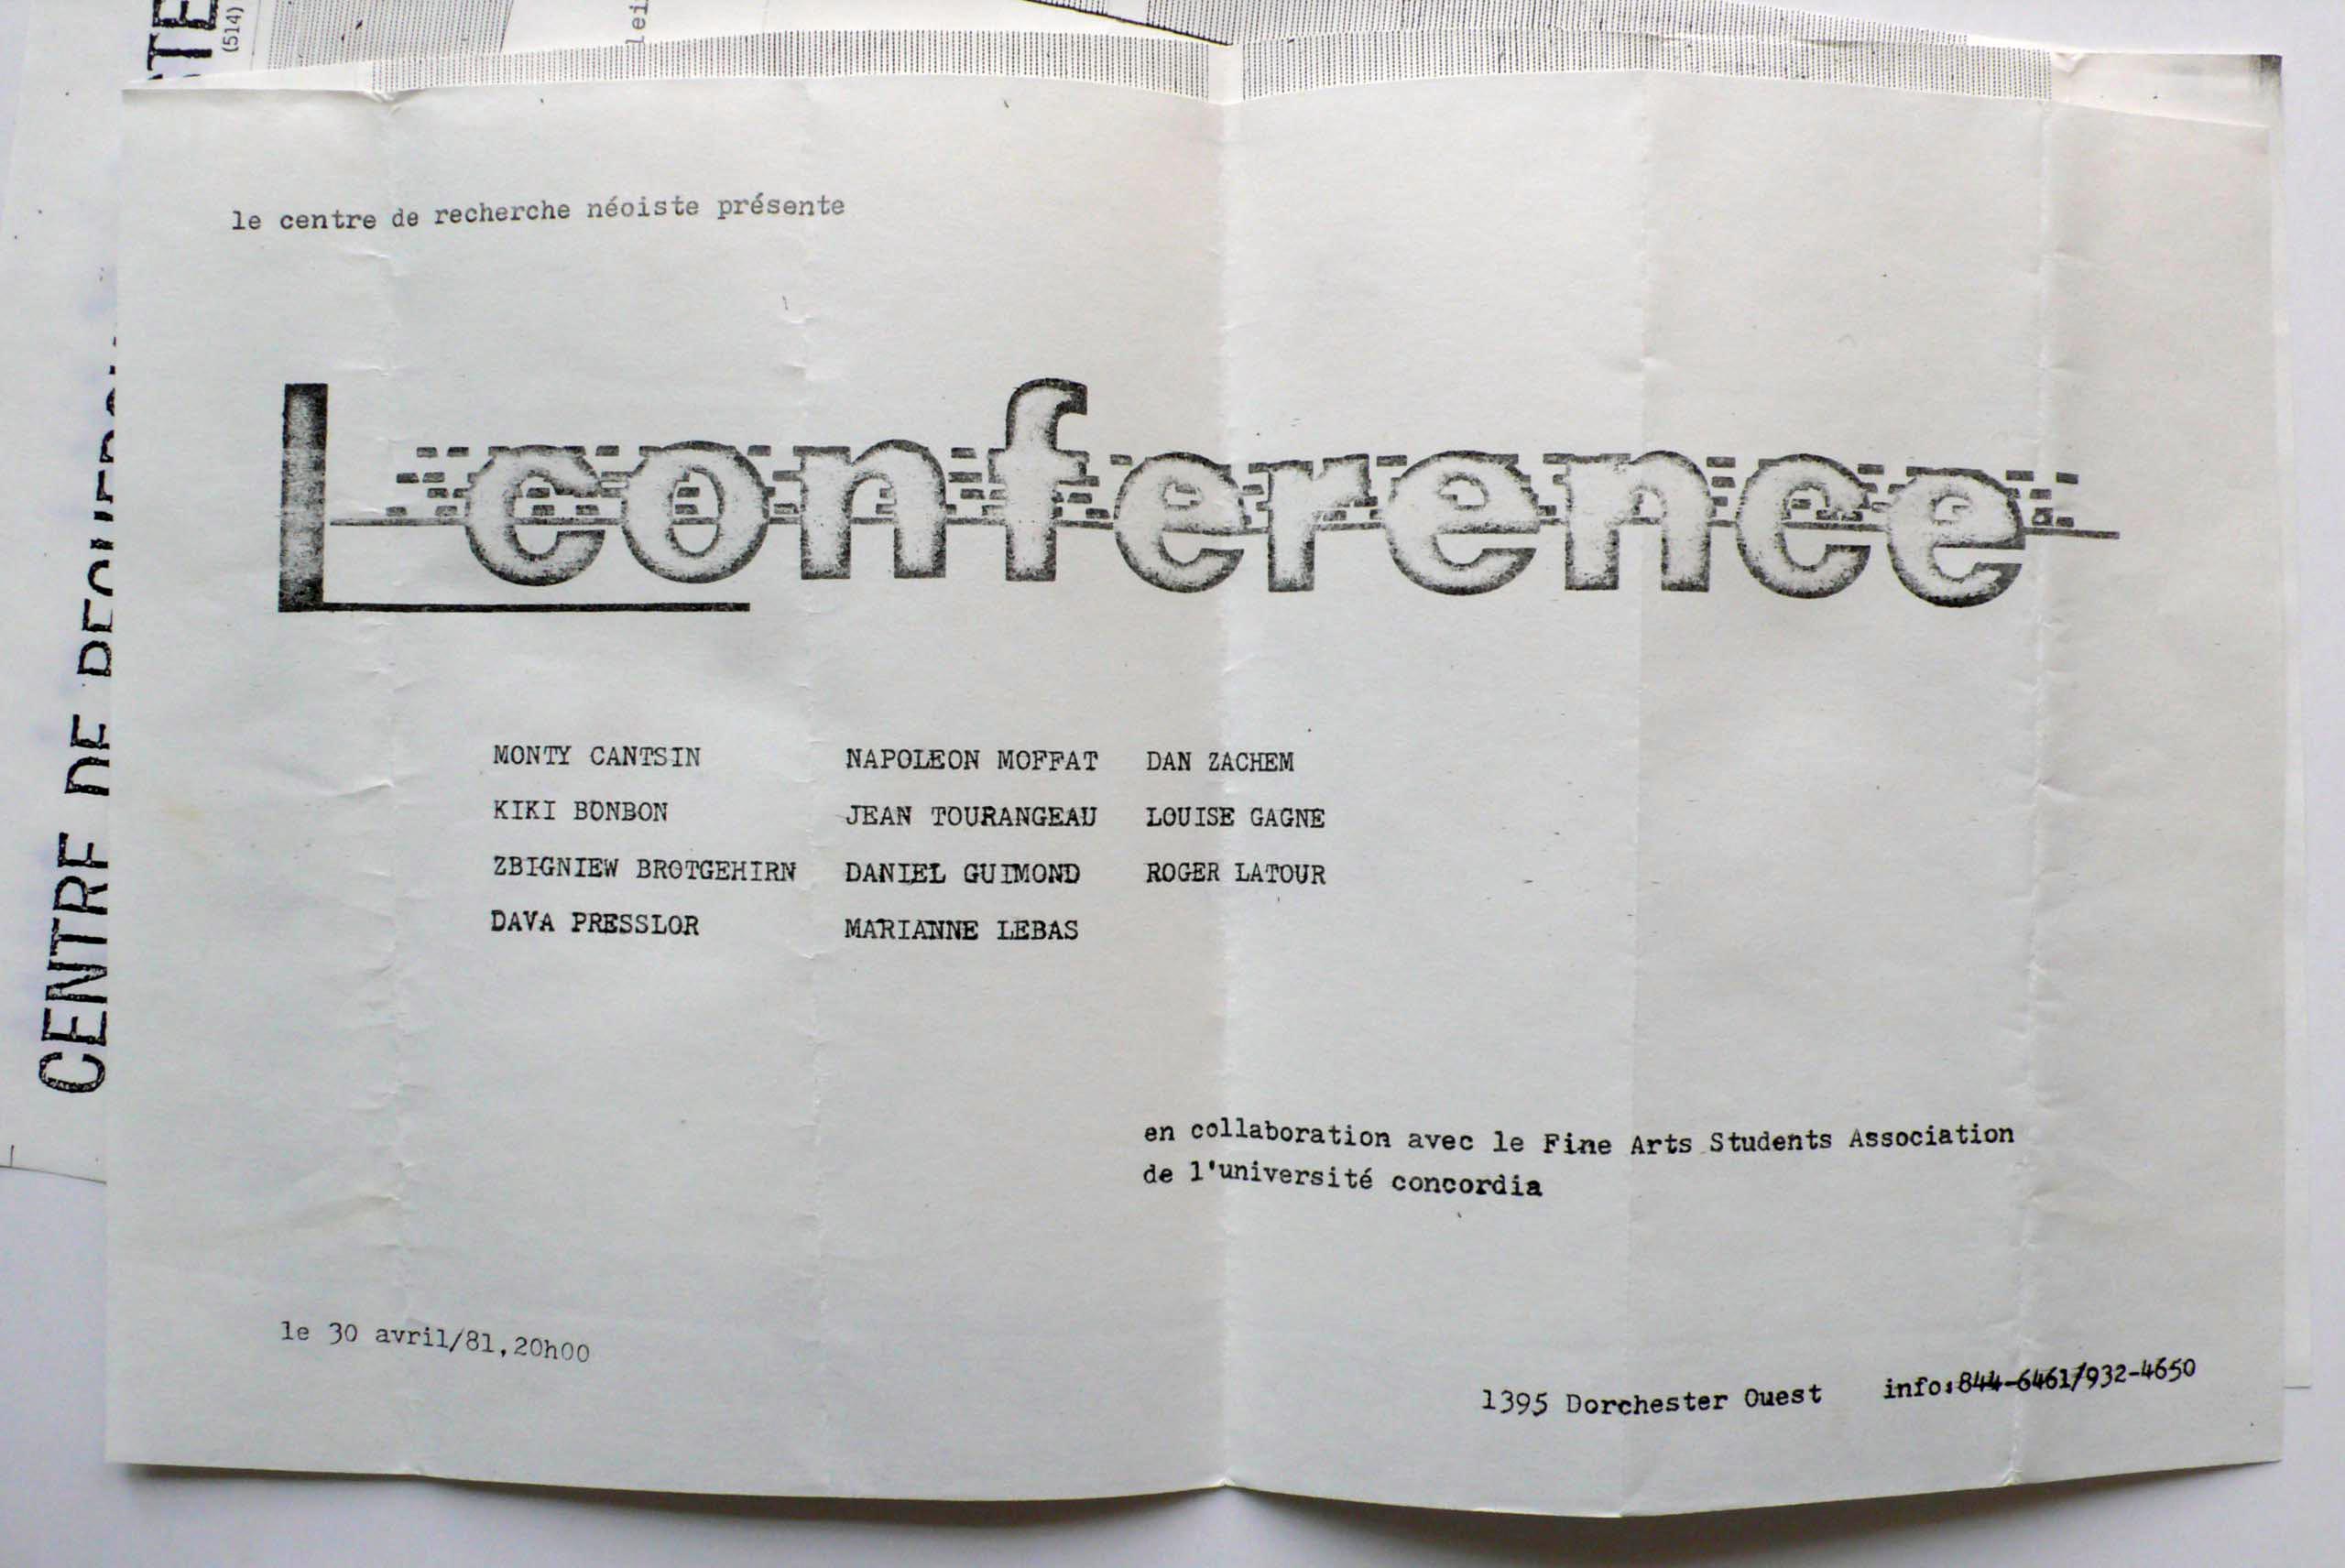 le centre de recherche néoiste présente
L conference
MONTY CANTSIN NAPOLEON MOFFAT DAN ZACHEM
KIKI BONBON JEAN TOURANGEAU LOUISE GAGNE
ZBIGNIEW BROTGEHIRN DANIEL GUIMOND ROGER LATOUR
DAVA PRESSLOR MARIANNE LEBAS
en collaboration avec le Fine Arts Students Association
de l'université concordia
le 30 avril/81,20h00
1395 Dorchester Ouest info:844-6461/932-4650
CENTRE DE
(514)